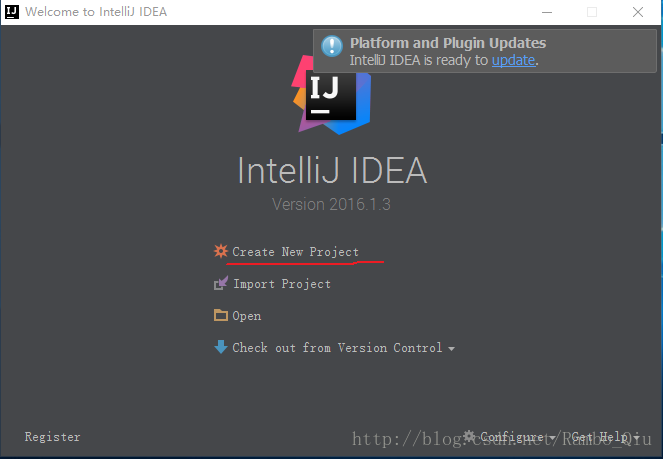 Welcome to IntelliJ IDEA
Platform and Plugin Updates
IntelliJ IDEA is ready to update.
IJ
IntelliJ IDEA
Version 2016.1.3
Create New Project
Import Project
Open
Check out from Version Control
Register
Configure
Get Help
http://blog.csdn.net/Rambo_Qiu